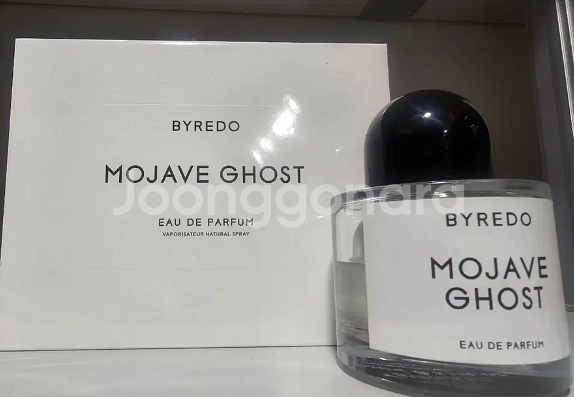 BYREDO
MOJAVE GHOST
EAU DE PARFUM
VAPORISATEUR NATURAL SPRAY
Joonggonara
BYREDO
MOJAVE
GHOST
EAU DE PARFUM